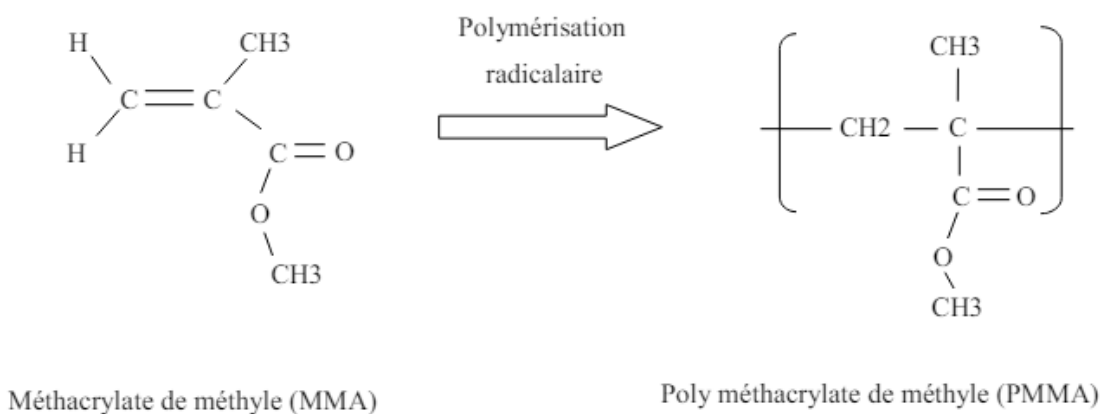 H
CH3
C
C
H
C
O
O
CH3
Polymérisation
radicalaire
CH3
CH2
C
C
O
O
CH3
Méthacrylate de méthyle (MMA)
Poly méthacrylate de méthyle (PMMA)